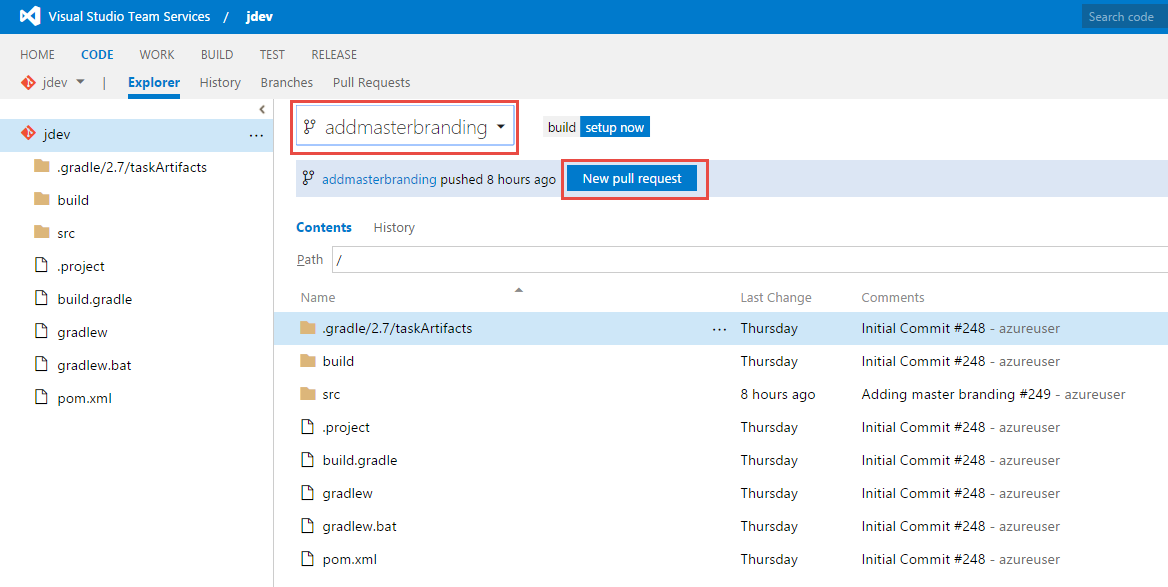 Visual Studio Team Services / jdev Search code
HOME CODE WORK BUILD TEST RELEASE
jdev | Explorer History Branches Pull Requests
jdev ...
.gradle/2.7/taskArtifacts
build
src
.project
build.gradle
gradlew
gradlew.bat
pom.xml
addmasterbranding build setup now
addmasterbranding pushed 8 hours ago New pull request
Contents History
Path /
Name Last Change Comments
.gradle/2.7/taskArtifacts ... Thursday Initial Commit #248 - azureuser
build Thursday Initial Commit #248 - azureuser
src 8 hours ago Adding master branding #249 - azureuser
.project Thursday Initial Commit #248 - azureuser
build.gradle Thursday Initial Commit #248 - azureuser
gradlew Thursday Initial Commit #248 - azureuser
gradlew.bat Thursday Initial Commit #248 - azureuser
pom.xml Thursday Initial Commit #248 - azureuser